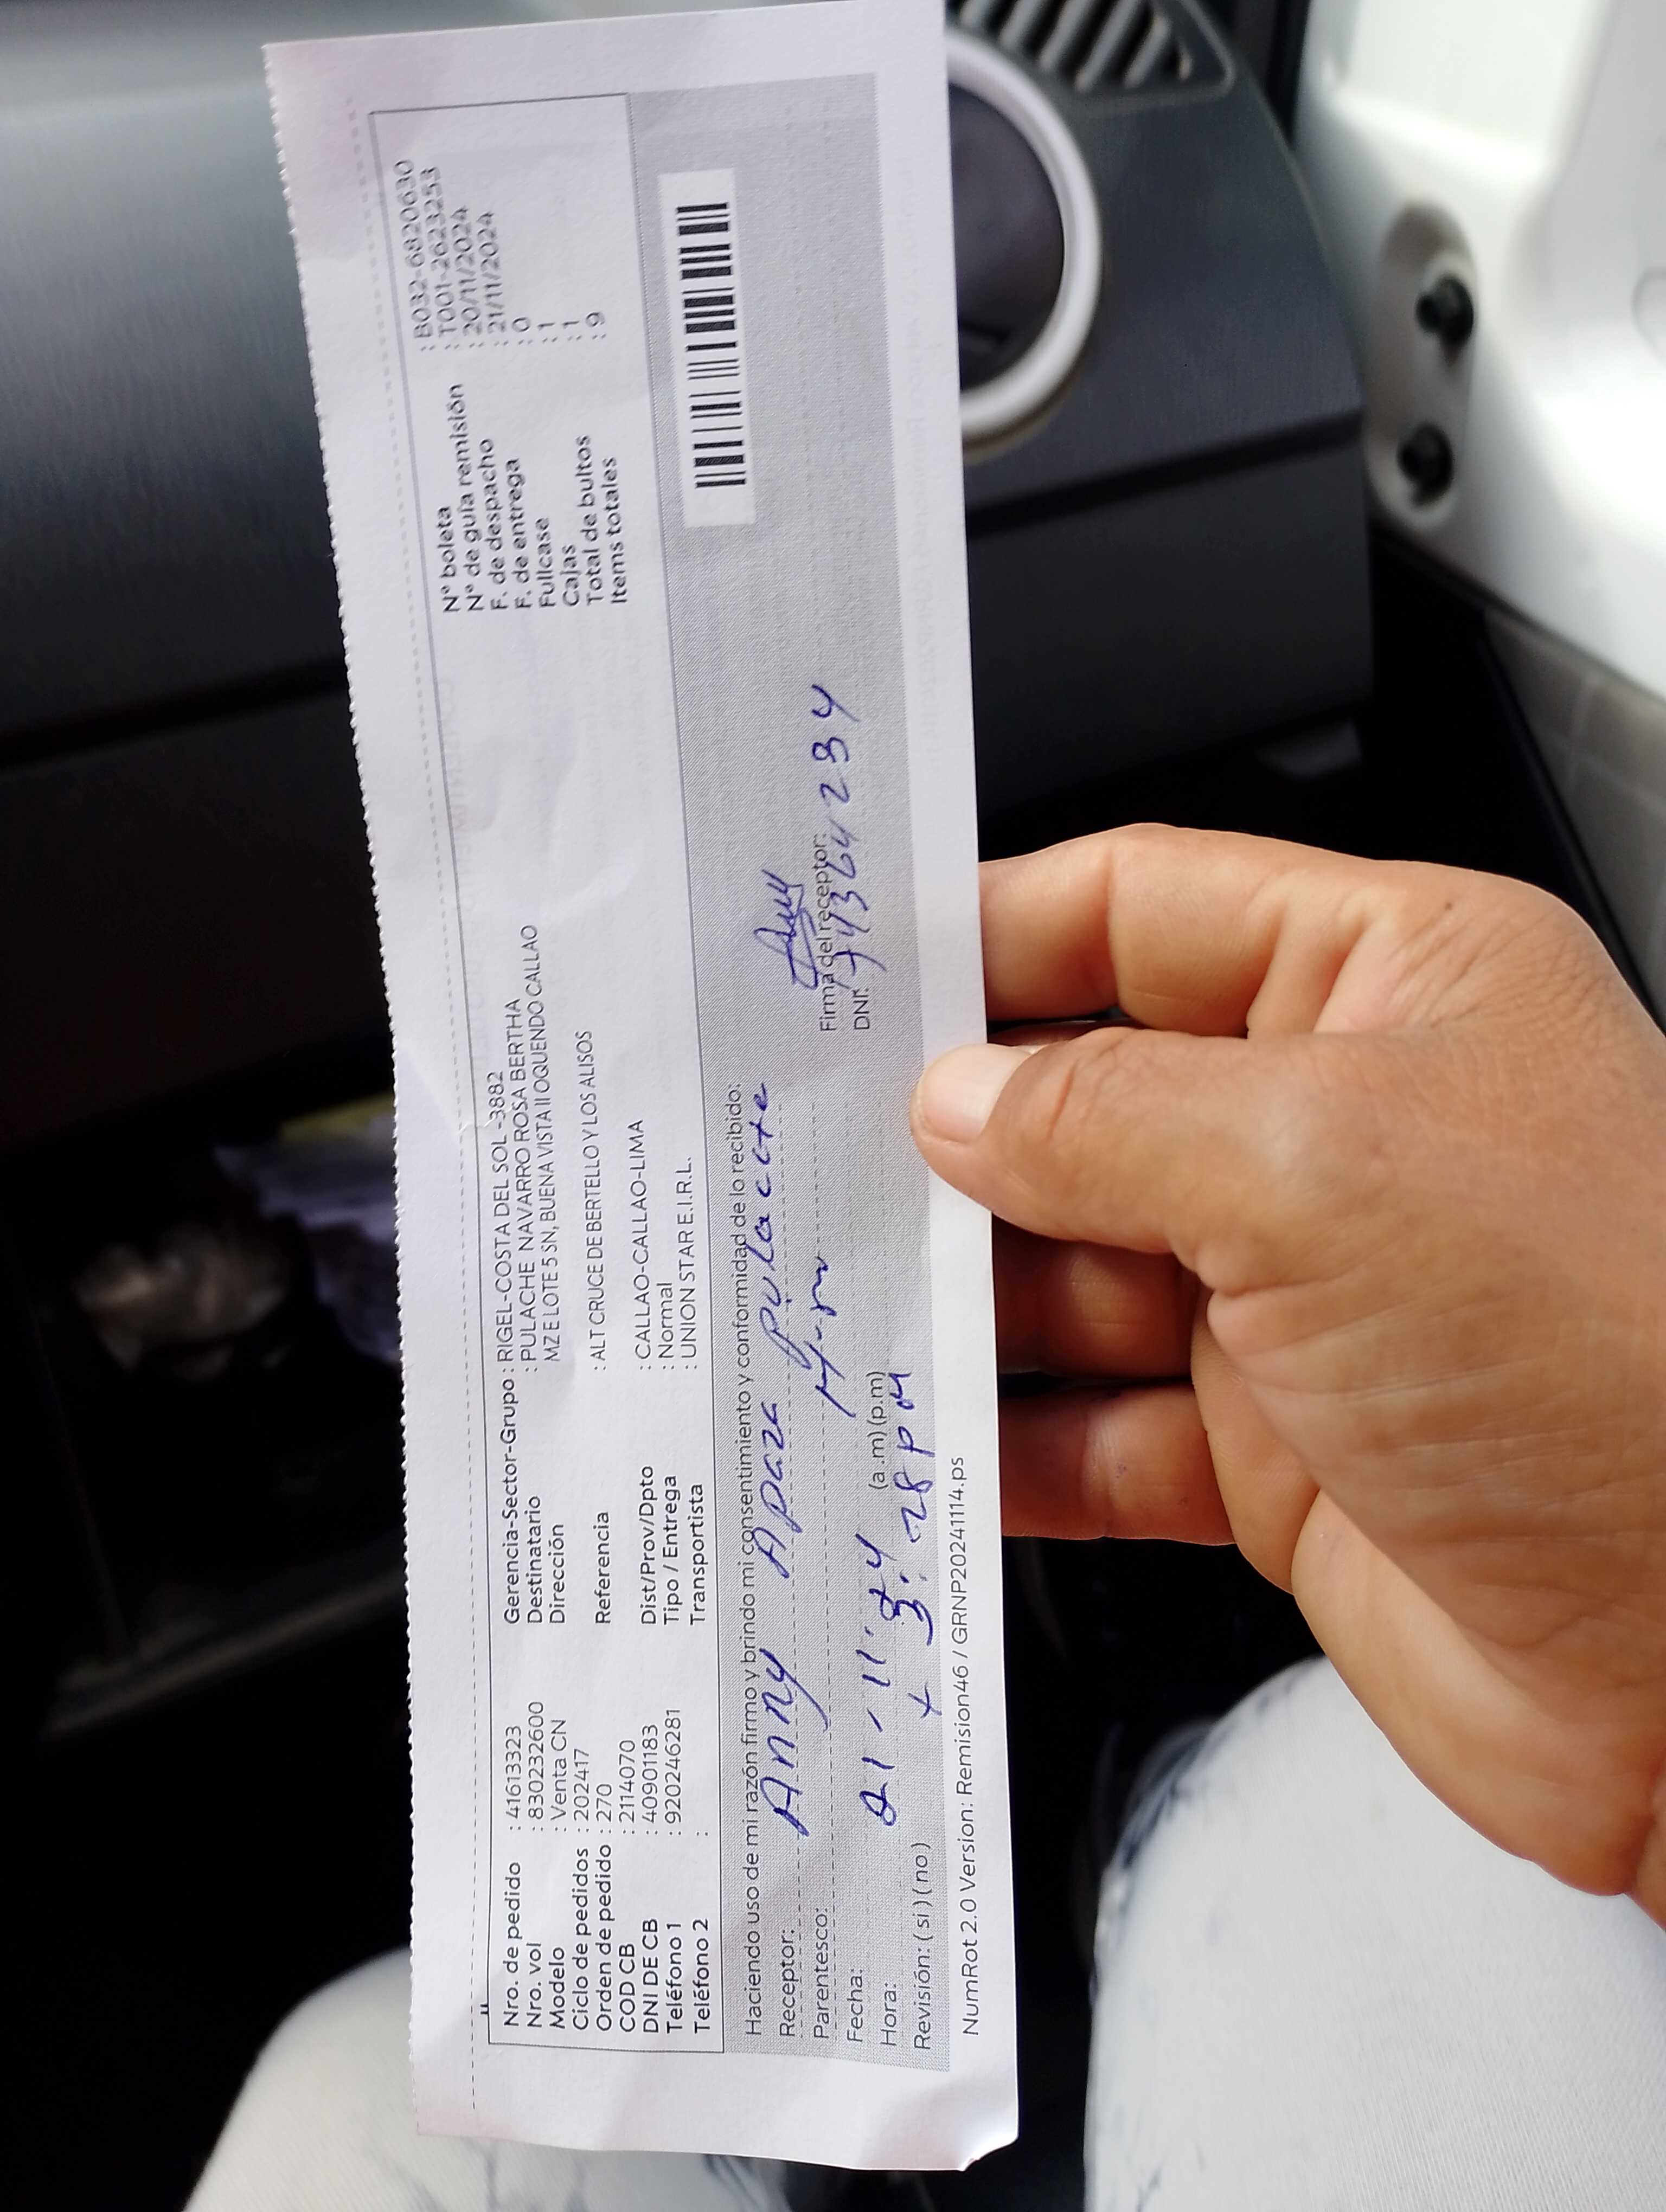 Nro. de pedido : 41613323
Nro. vol : 830232600
Modelo : Venta CN
Ciclo de pedidos : 202417
Orden de pedido : 270
COD CB : 2114070
DNI DE CB : 40901183
Teléfono 1 : 920246281
Teléfono 2 :
Gerencia-Sector-Grupo : RIGEL-COSTA DEL SOL -3882
Destinatario : PULACHE NAVARRO ROSA BERTHA
Dirección MZ E LOTE 5 SN, BUENA VISTA II OQUENDO CALLAO
Referencia : ALT CRUCE DE BERTELLO Y LOS ALISOS
Dist/Prov/Dpto : CALLAO-CALLAO-LIMA
Tipo / Entrega : Normal
Transportista : UNION STAR E.I.R.L.
N° boleta : B032-6820630
N° de guía remisión : T001-2623253
F. de despacho : 20/11/2024
F. de entrega : 21/11/2024
Fullcase : 0
Cajas : 1
Total de bultos : 1
Items totales : 9
Haciendo uso de mi razón firmo y brindo mi consentimiento y conformidad de lo recibido:
Receptor: Anny Apaza
Parentesco:
Fecha: 21-11-24
Hora: 3:28 PM (a.m) (p.m)
Revisión: ( si ) ( no )
Firma del receptor:
DNI: 74364234
NumRot 2.0 Version: Remision46 / GRNP20241114.ps